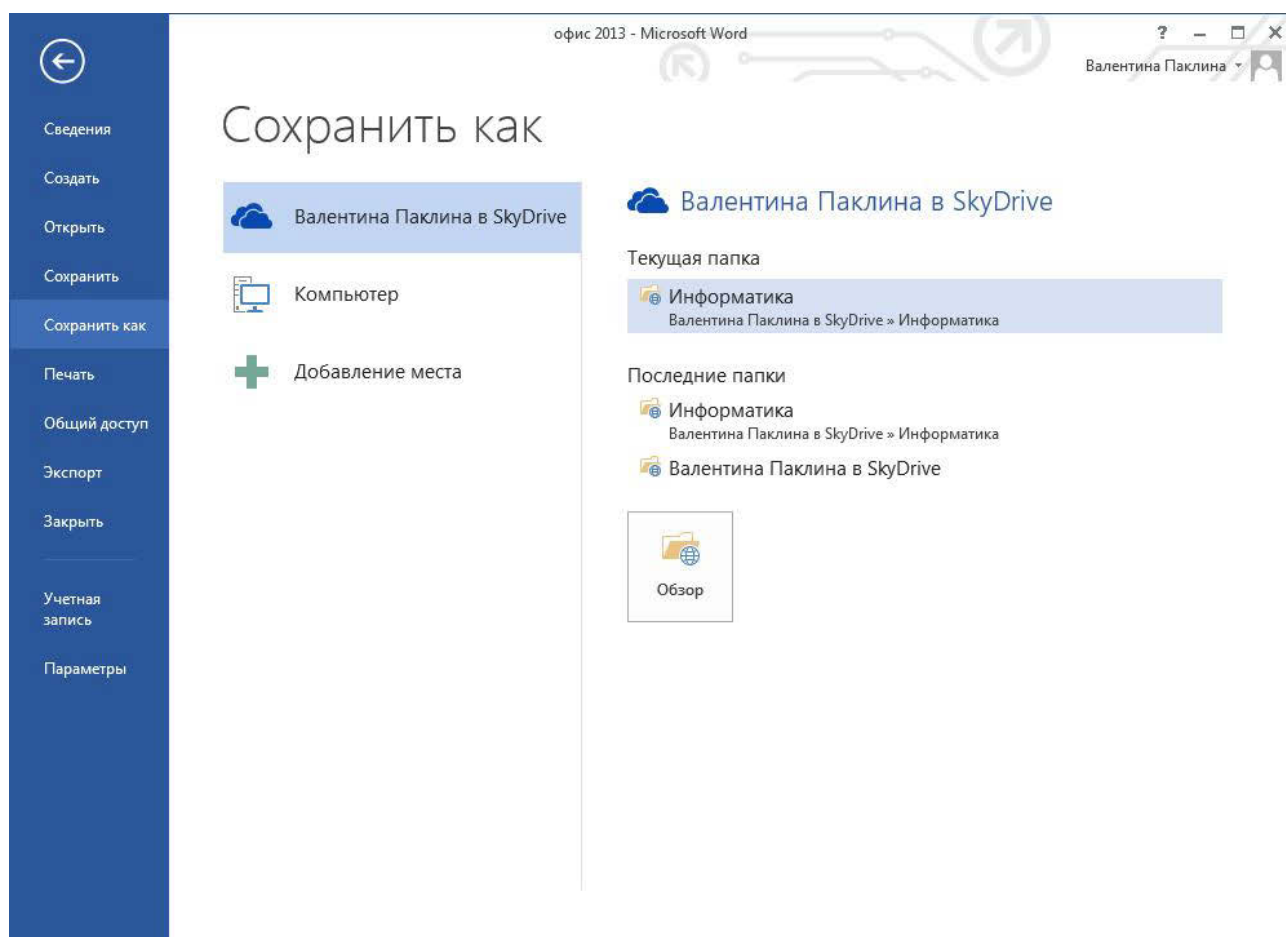 офис 2013 - Microsoft Word
?
Валентина Паклина
Сведения
Создать
Открыть
Сохранить
Сохранить как
Печать
Общий доступ
Экспорт
Закрыть
Учетная
запись
Параметры
Сохранить как
Валентина Паклина в SkyDrive
Компьютер
Добавление места
Валентина Паклина в SkyDrive
Текущая папка
Информатика
Валентина Паклина в SkyDrive » Информатика
Последние папки
Информатика
Валентина Паклина в SkyDrive » Информатика
Валентина Паклина в SkyDrive
Обзор